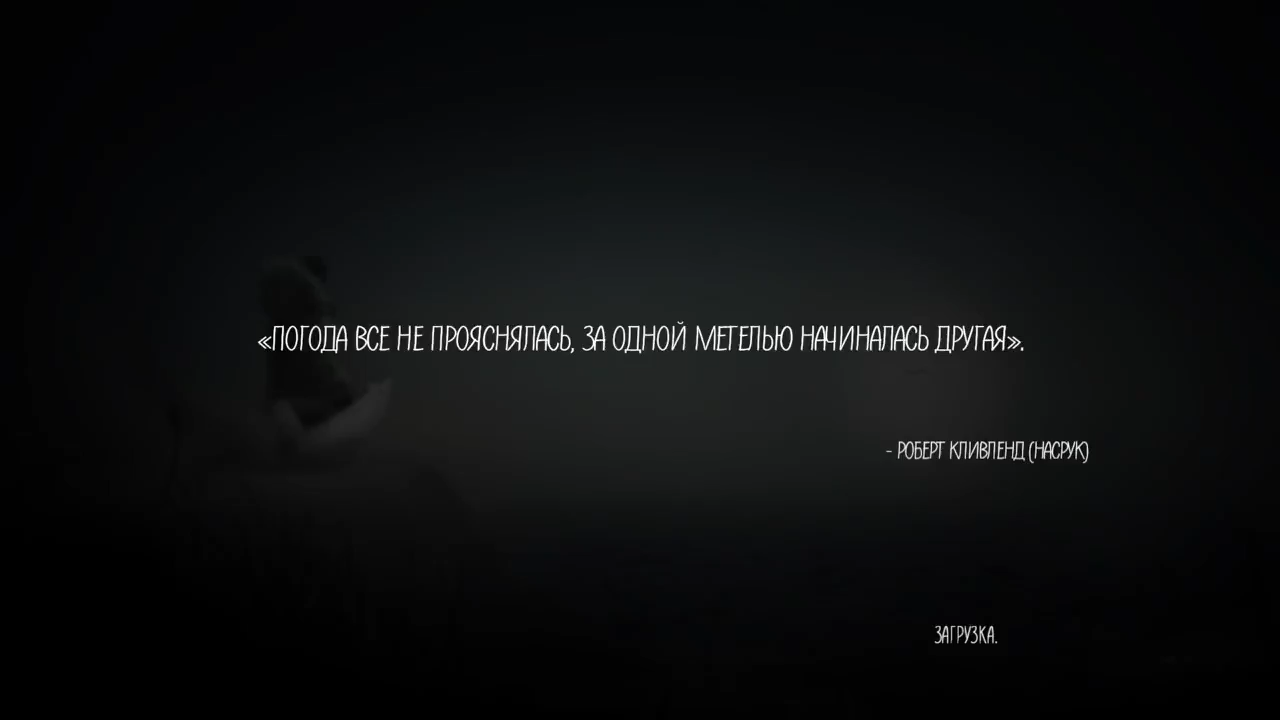 «ПОГОДА ВСЕ НЕ ПРОЯСНЯЛАСЬ, ЗА ОДНОЙ МЕТЕЛЬЮ НАЧИНАЛАСЬ ДРУГАЯ».
- РОБЕРТ КЛИВЛЕНД (НАСРУК)
ЗАГРУЗКА.